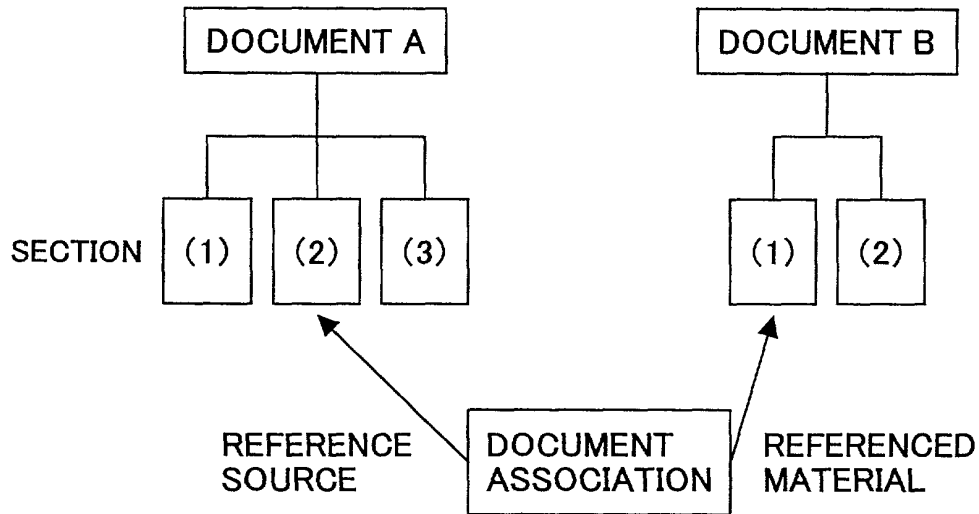 DOCUMENT A
DOCUMENT B
SECTION
(1)
(2)
(3)
(1)
(2)
REFERENCE
SOURCE
DOCUMENT
ASSOCIATION
REFERENCED
MATERIAL